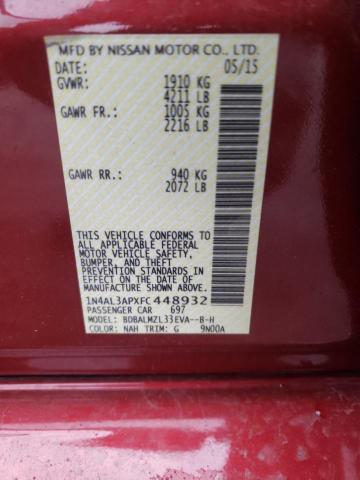 MFD BY NISSAN MOTOR CO., LTD.
DATE: 05/15
GVWR: 1910 KG
4211 LB
GAWR FR.: 1005 KG
2216 LB
GAWR RR.: 940 KG
2072 LB
THIS VEHICLE CONFORMS TO
ALL APPLICABLE FEDERAL
MOTOR VEHICLE SAFETY,
BUMPER, AND THEFT
PREVENTION STANDARDS IN
EFFECT ON THE DATE OF
MANUFACTURE SHOWN ABOVE.
1N4AL3APXFC448932
PASSENGER CAR 697
MODEL: BDBALMZL33EVA--B-H
COLOR: NAH TRIM: G 9N00A